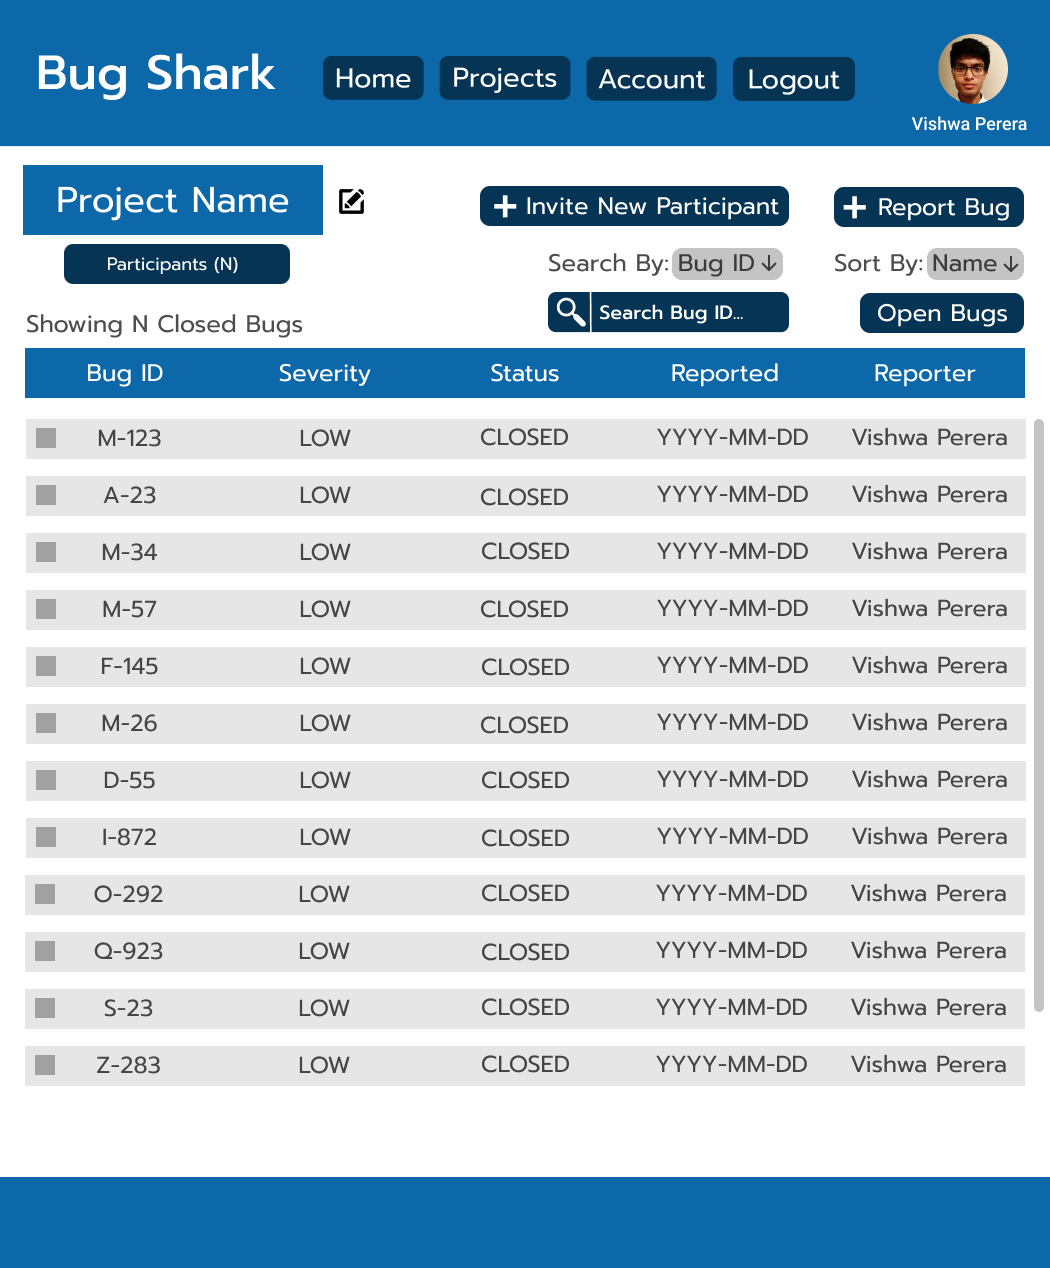 Bug Shark
Home
Projects
Account
Logout
Vishwa Perera
Project Name
Invite New Participant
Report Bug
Participants (N)
Search By: Bug ID
Sort By: Name
Search Bug ID...
Open Bugs
Showing N Closed Bugs
Bug ID Severity Status Reported Reporter
M-123 LOW CLOSED YYYY-MM-DD Vishwa Perera
A-23 LOW CLOSED YYYY-MM-DD Vishwa Perera
M-34 LOW CLOSED YYYY-MM-DD Vishwa Perera
M-57 LOW CLOSED YYYY-MM-DD Vishwa Perera
F-145 LOW CLOSED YYYY-MM-DD Vishwa Perera
M-26 LOW CLOSED YYYY-MM-DD Vishwa Perera
D-55 LOW CLOSED YYYY-MM-DD Vishwa Perera
I-872 LOW CLOSED YYYY-MM-DD Vishwa Perera
O-292 LOW CLOSED YYYY-MM-DD Vishwa Perera
Q-923 LOW CLOSED YYYY-MM-DD Vishwa Perera
S-23 LOW CLOSED YYYY-MM-DD Vishwa Perera
Z-283 LOW CLOSED YYYY-MM-DD Vishwa Perera